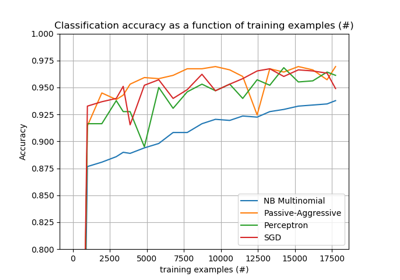 Classification accuracy as a function of training examples (#)
1.000
0.975
0.950
0.925
0.900
0.875
0.850
0.825
0.800
Accuracy
NB Multinomial
Passive-Aggressive
Perceptron
SGD
0
2500
5000
7500
10000
12500
15000
17500
training examples (#)